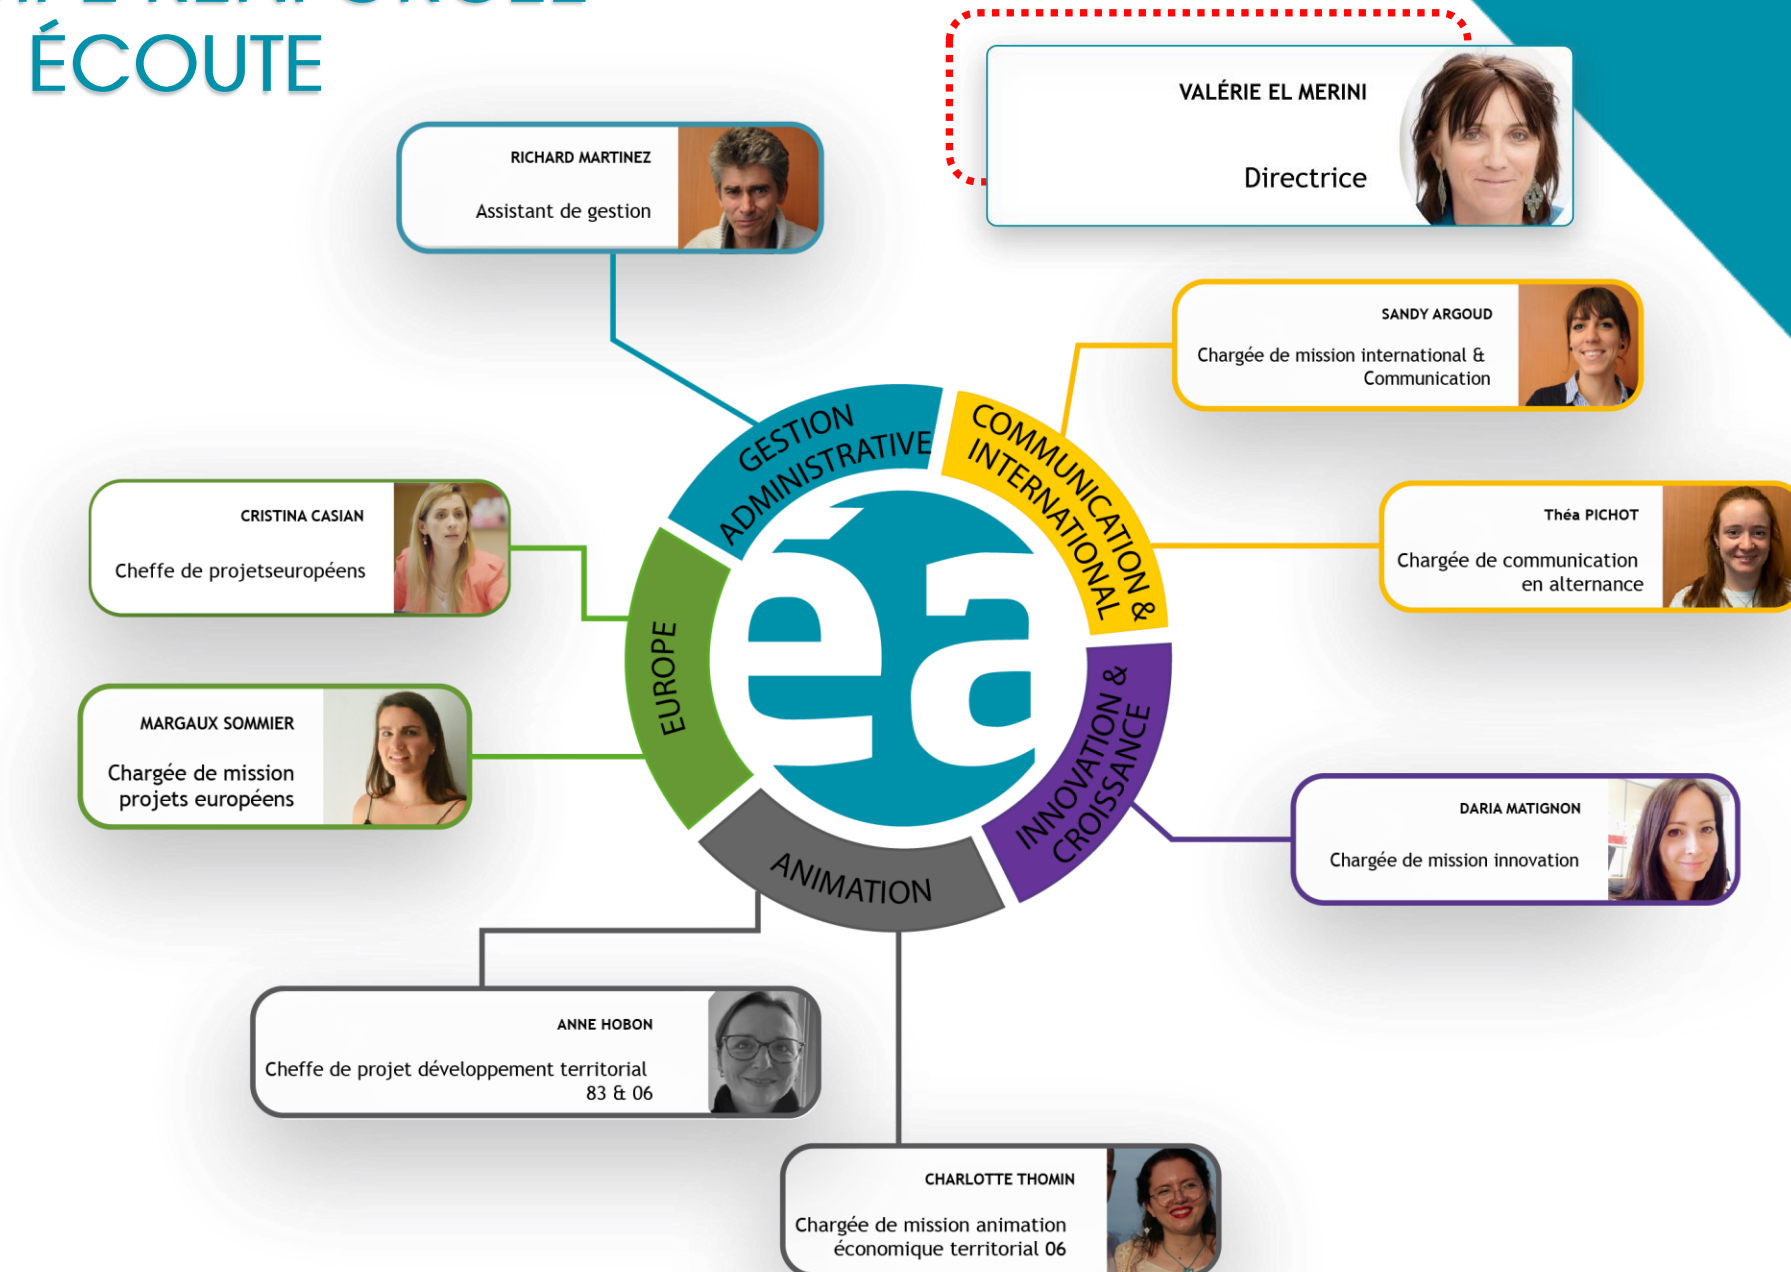 RENFORCÉE
ÉCOUTE
VALÉRIE EL MERINI
Directrice
RICHARD MARTINEZ
Assistant de gestion
SANDY ARGOUD
Chargée de mission international &
Communication
CRISTINA CASIAN
Cheffe de projetseuropéens
Théa PICHOT
Chargée de communication
en alternance
GESTION
ADMINISTRATIVE
COMMUNICATION &
INTERNATIONAL
EUROPE
éa
INNOVATION &
CROISSANCE
ANIMATION
MARGAUX SOMMIER
Chargée de mission
projets européens
DARIA MATIGNON
Chargée de mission innovation
ANNE HOBON
Cheffe de projet développement territorial
83 & 06
CHARLOTTE THOMIN
Chargée de mission animation
économique territorial 06